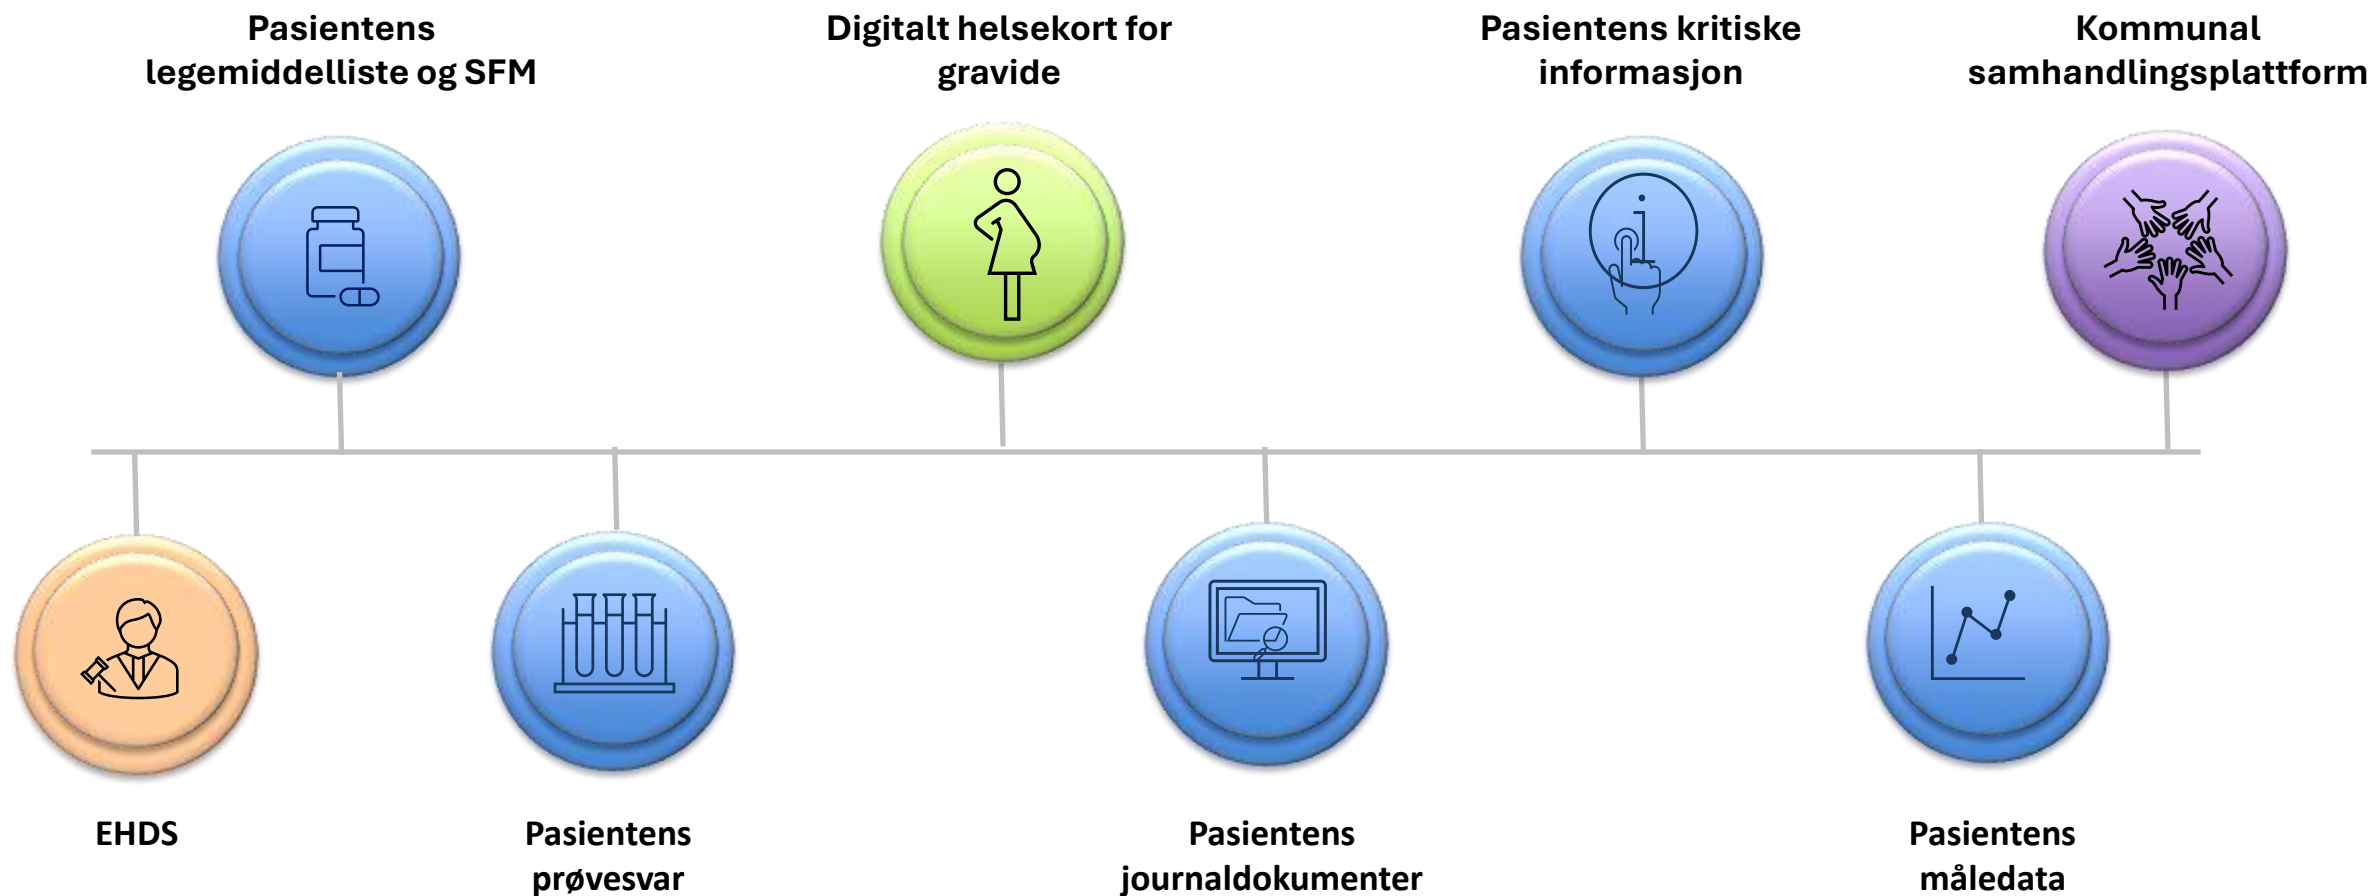 Pasientens
legemiddelliste og SFM
Digitalt helsekort for
gravide
Pasientens kritiske
informasjon
Kommunal
samhandlingsplattform
EHDS
Pasientens
prøvesvar
Pasientens
journaldokumenter
Pasientens
måledata